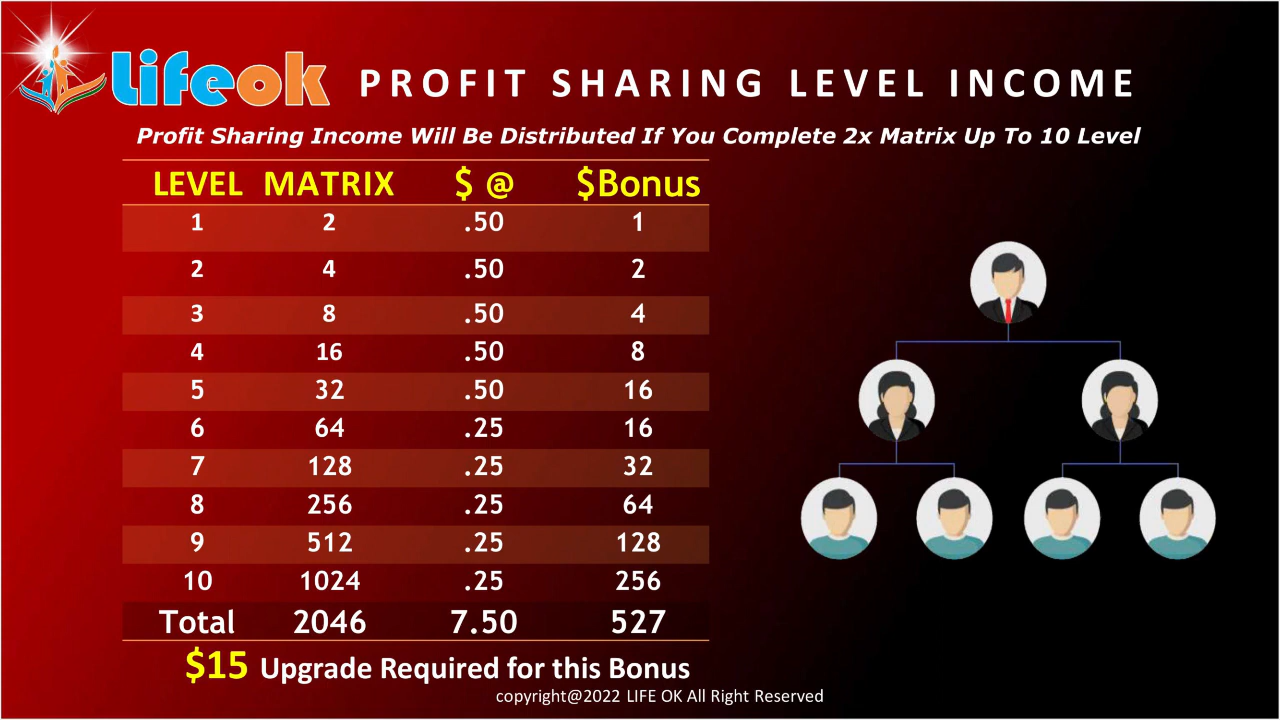 Lifeok PROFIT SHARING LEVEL INCOME
Profit Sharing Income Will Be Distributed If You Complete 2x Matrix Up To 10 Level
LEVEL MATRIX $ @ $Bonus
1 2 .50 1
2 4 .50 2
3 8 .50 4
4 16 .50 8
5 32 .50 16
6 64 .25 16
7 128 .25 32
8 256 .25 64
9 512 .25 128
10 1024 .25 256
Total 2046 7.50 527
$15 Upgrade Required for this Bonus
copyright@2022 LIFE OK All Right Reserved